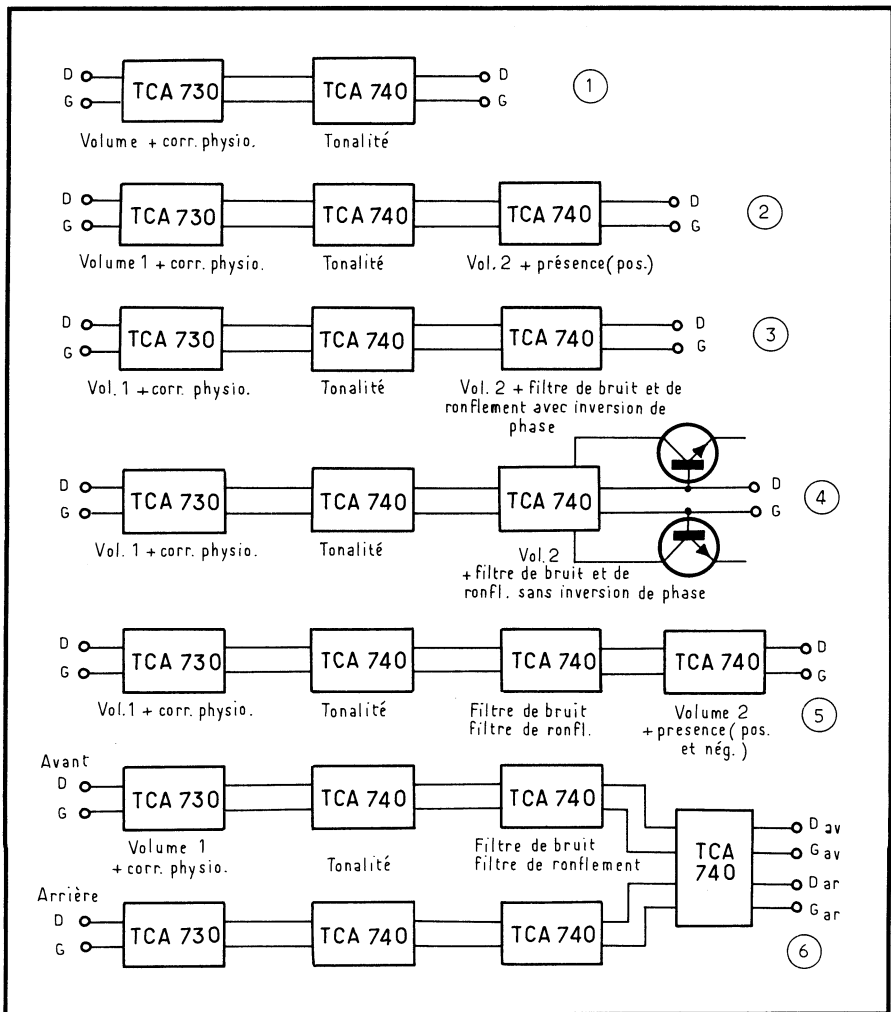 D D 1
TCA 730 TCA 740
G G
Volume + corr. physio. Tonalité
D D 2
TCA 730 TCA 740 TCA 740
G G
Volume 1 + corr. physio. Tonalité Vol. 2 + présence (pos.)
D D 3
TCA 730 TCA 740 TCA 740
G G
Vol. 1 + corr. physio. Tonalité Vol. 2 + filtre de bruit et de
ronflement avec inversion de
phase
D D 4
TCA 730 TCA 740 TCA 740
G G
Vol. 1 + corr. physio. Tonalité Vol. 2
+ filtre de bruit et de
ronfl. sans inversion de phase
D D
TCA 730 TCA 740 TCA 740 TCA 740
G G
Vol. 1 + corr. physio. Tonalité Filtre de bruit Volume 2 5
Filtre de ronfl. + presence (pos.
et nég.)
Avant
D
TCA 730 TCA 740 TCA 740
G
D av
Volume 1 Filtre de bruit G av
+ corr. physio. Tonalité Filtre de ronflement TCA
740
D ar
Arrière G ar
D
TCA 730 TCA 740 TCA 740
G
6